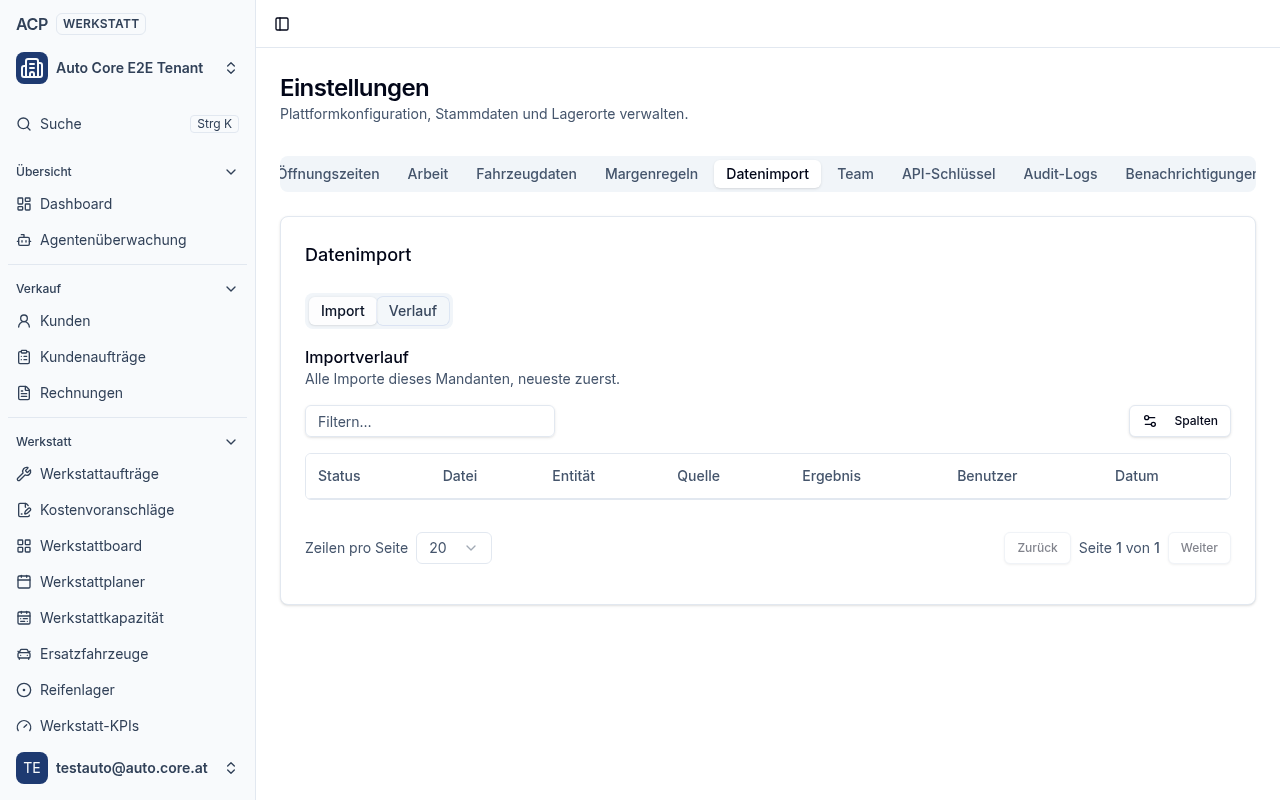 ACP WERKSTATT
Auto Core E2E Tenant
Suche Strg K
Übersicht
Dashboard
Agentenüberwachung
Verkauf
Kunden
Kundenaufträge
Rechnungen
Werkstatt
Werkstattaufträge
Kostenvoranschläge
Werkstattboard
Werkstattplaner
Werkstattkapazität
Ersatzfahrzeuge
Reifenlager
Werkstatt-KPIs
TE testauto@auto.core.at
Einstellungen
Plattformkonfiguration, Stammdaten und Lagerorte verwalten.
Öffnungszeiten Arbeit Fahrzeugdaten Margenregeln Datenimport Team API-Schlüssel Audit-Logs Benachrichtigungen
Datenimport
Import Verlauf
Importverlauf
Alle Importe dieses Mandanten, neueste zuerst.
Filtern... Spalten
Status Datei Entität Quelle Ergebnis Benutzer Datum
Zeilen pro Seite 20 Zurück Seite 1 von 1 Weiter